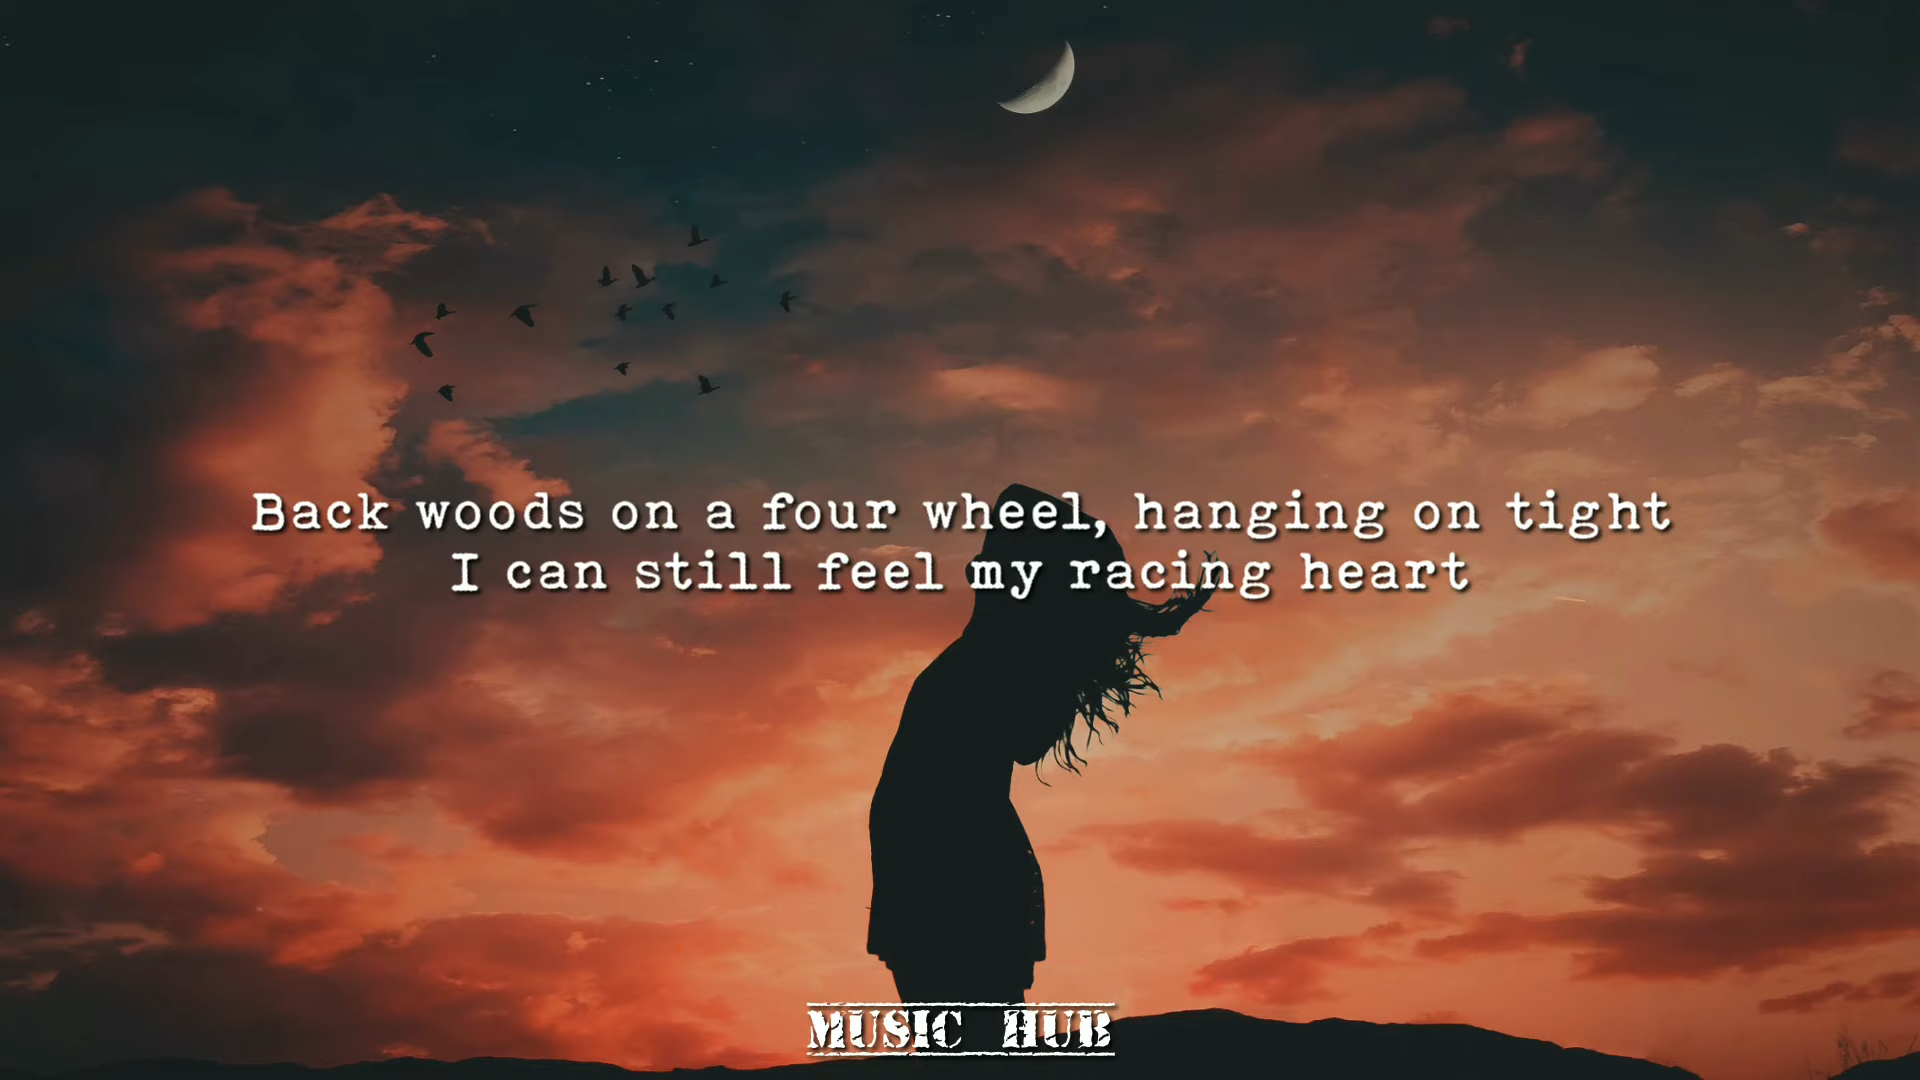 Back woods on a four wheel, hanging on tight
I can still feel my racing heart
MUSIC HUB